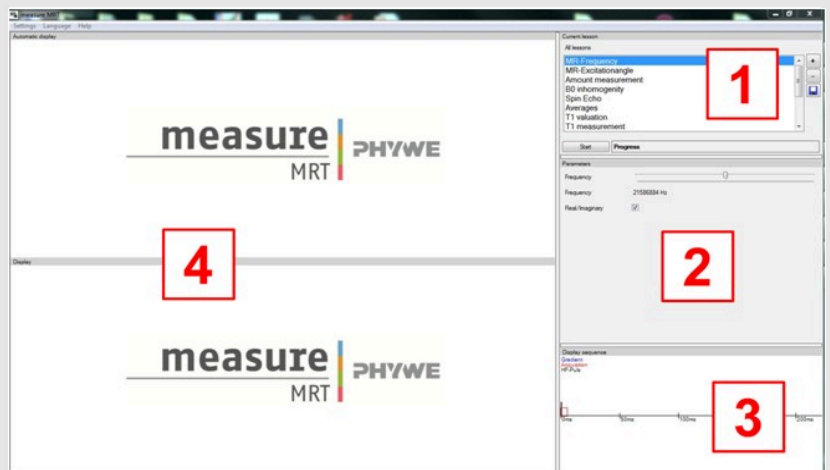 measure MRT
Settings Language Help
Automatic display
measure
MRT
PHYWE
4
Display
measure
MRT
PHYWE
Current lesson
All lessons
MR-Frequency
MR-Excitationangle
Amount measurement
B0 inhomogenity
Spin Echo
Averages
T1 valuation
T1 measurement
1
Start Progress
Parameters
Frequency
Frequency 21586884 Hz
Real/Imaginary
2
Display sequence
Gradient
Acquisition
HF-Puls
0ms 50ms 100ms 200ms
3